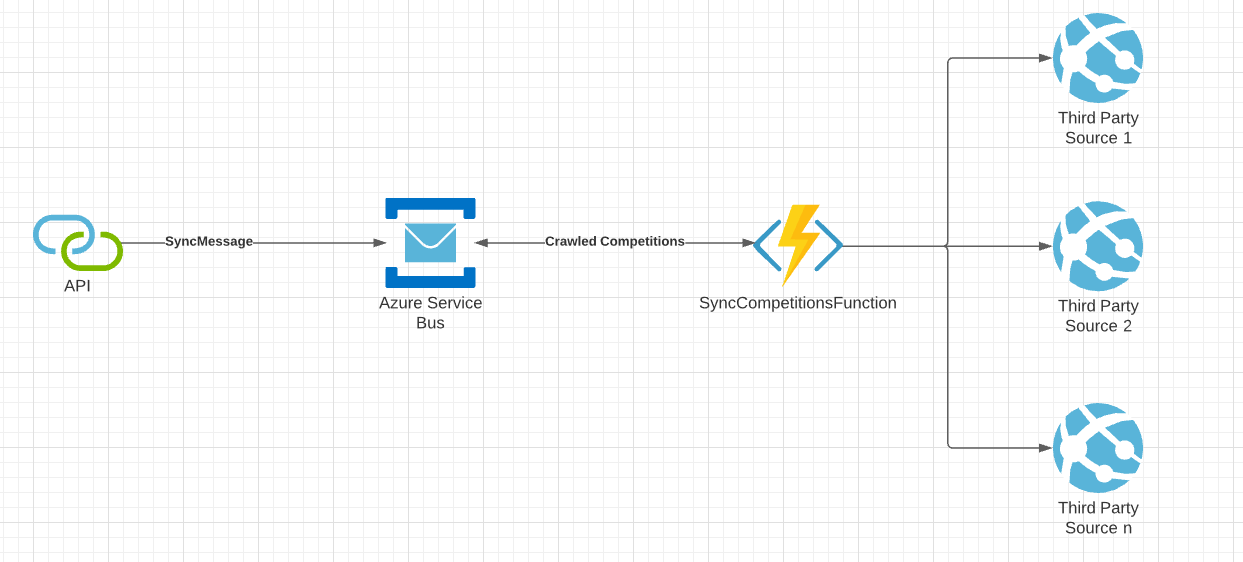 Third Party
Source 1
SyncMessage
Crawled Competitions
API
Azure Service
Bus
SyncCompetitionsFunction
Third Party
Source 2
Third Party
Source n